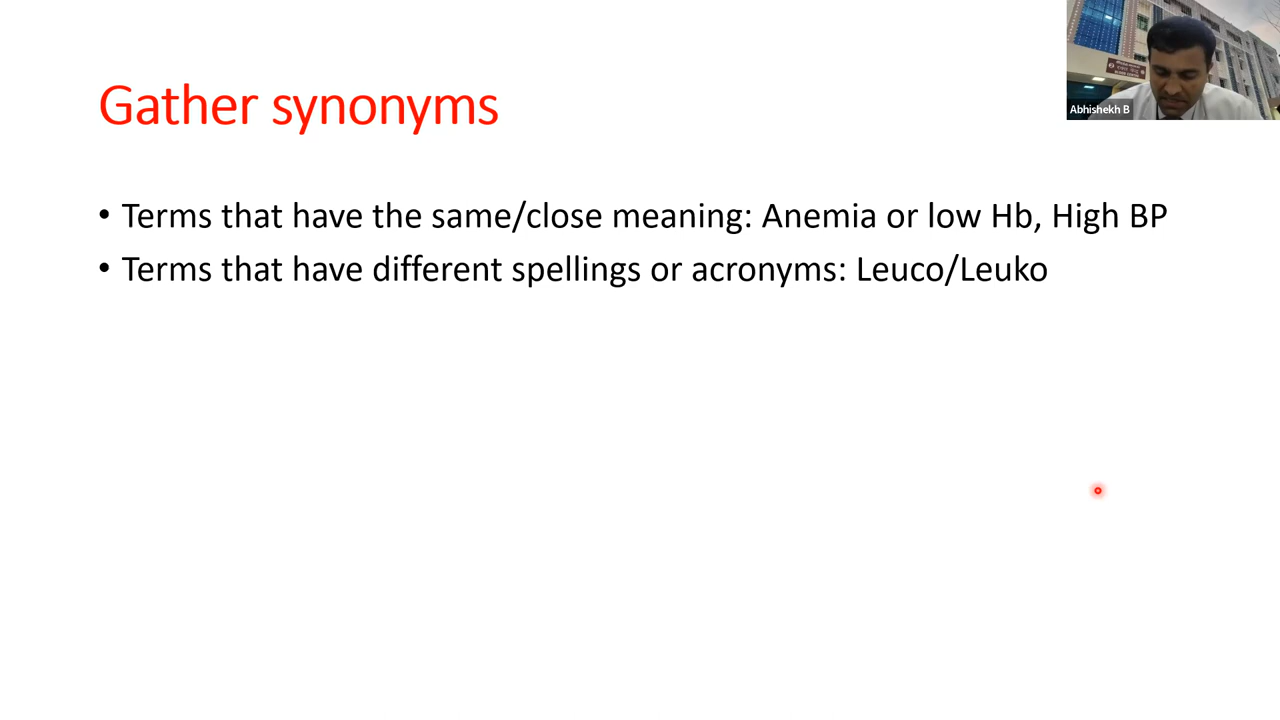 Gather synonyms
• Terms that have the same/close meaning: Anemia or low Hb, High BP
• Terms that have different spellings or acronyms: Leuco/Leuko
Abhishekh B